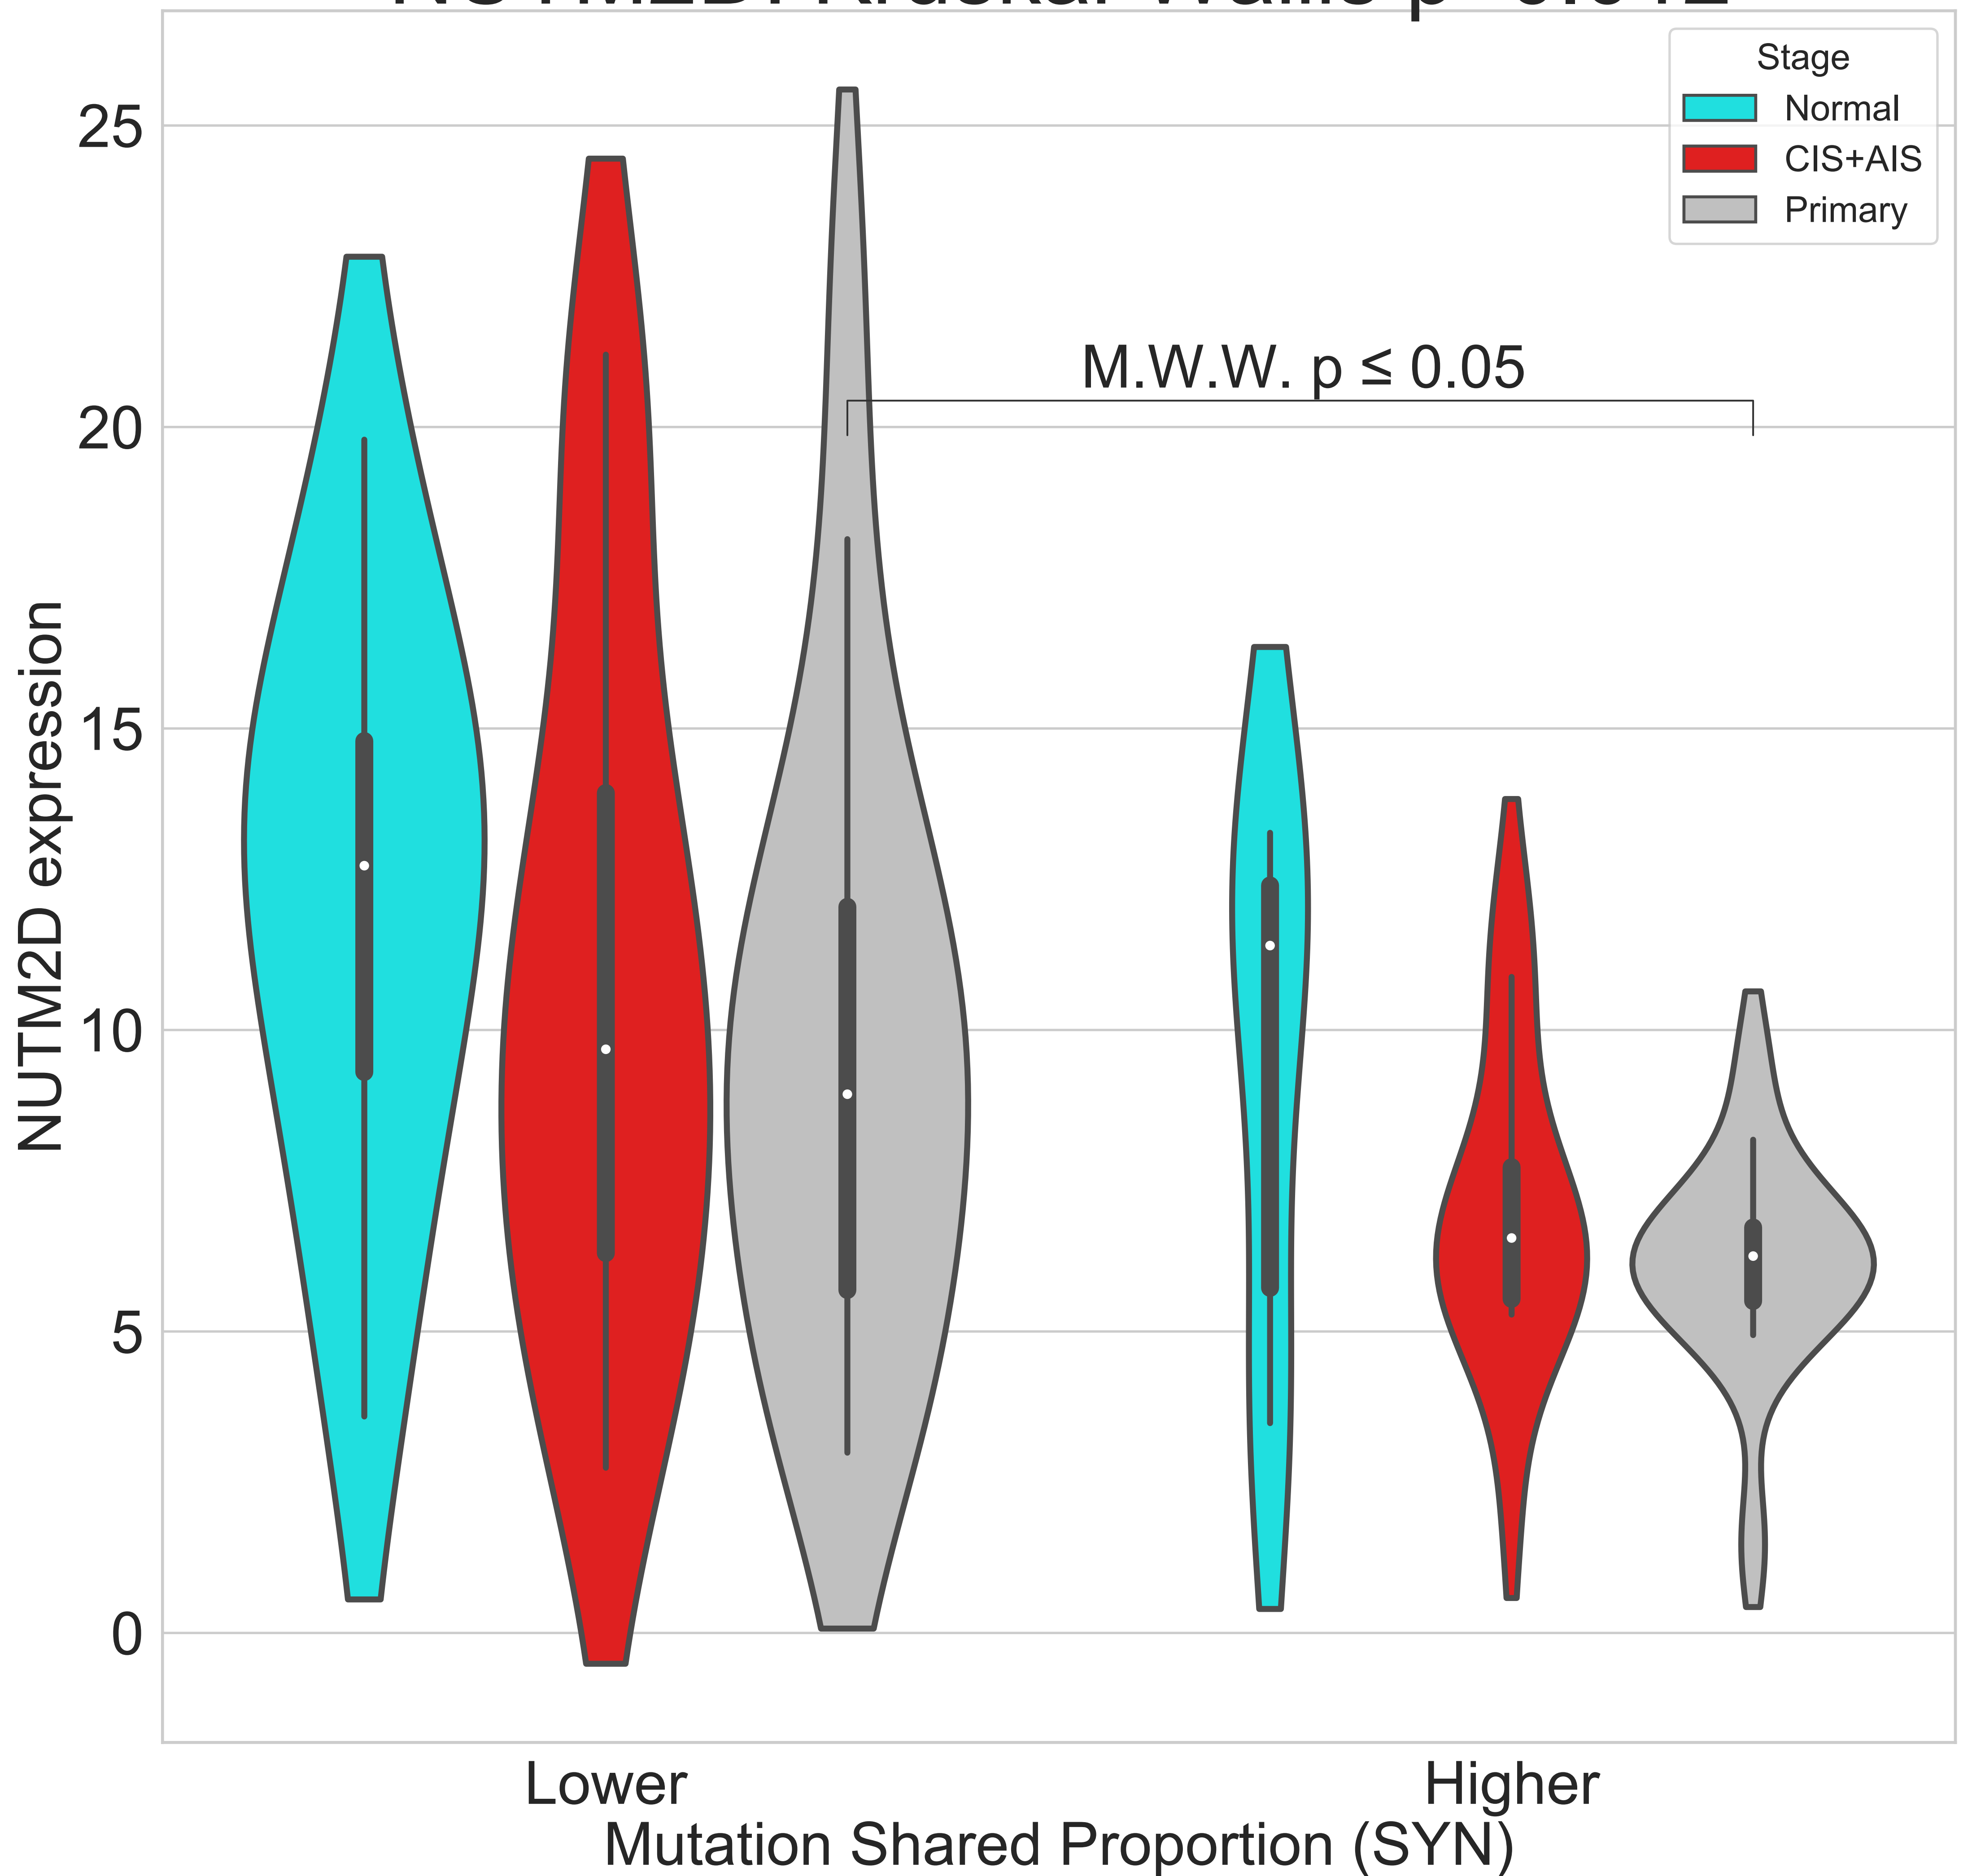 Stage
Normal
CIS+AIS
Primary
25
20
15
10
5
0
NUTM2D expression
M.W.W. p ≤ 0.05
Lower
Higher
Mutation Shared Proportion (SYN)